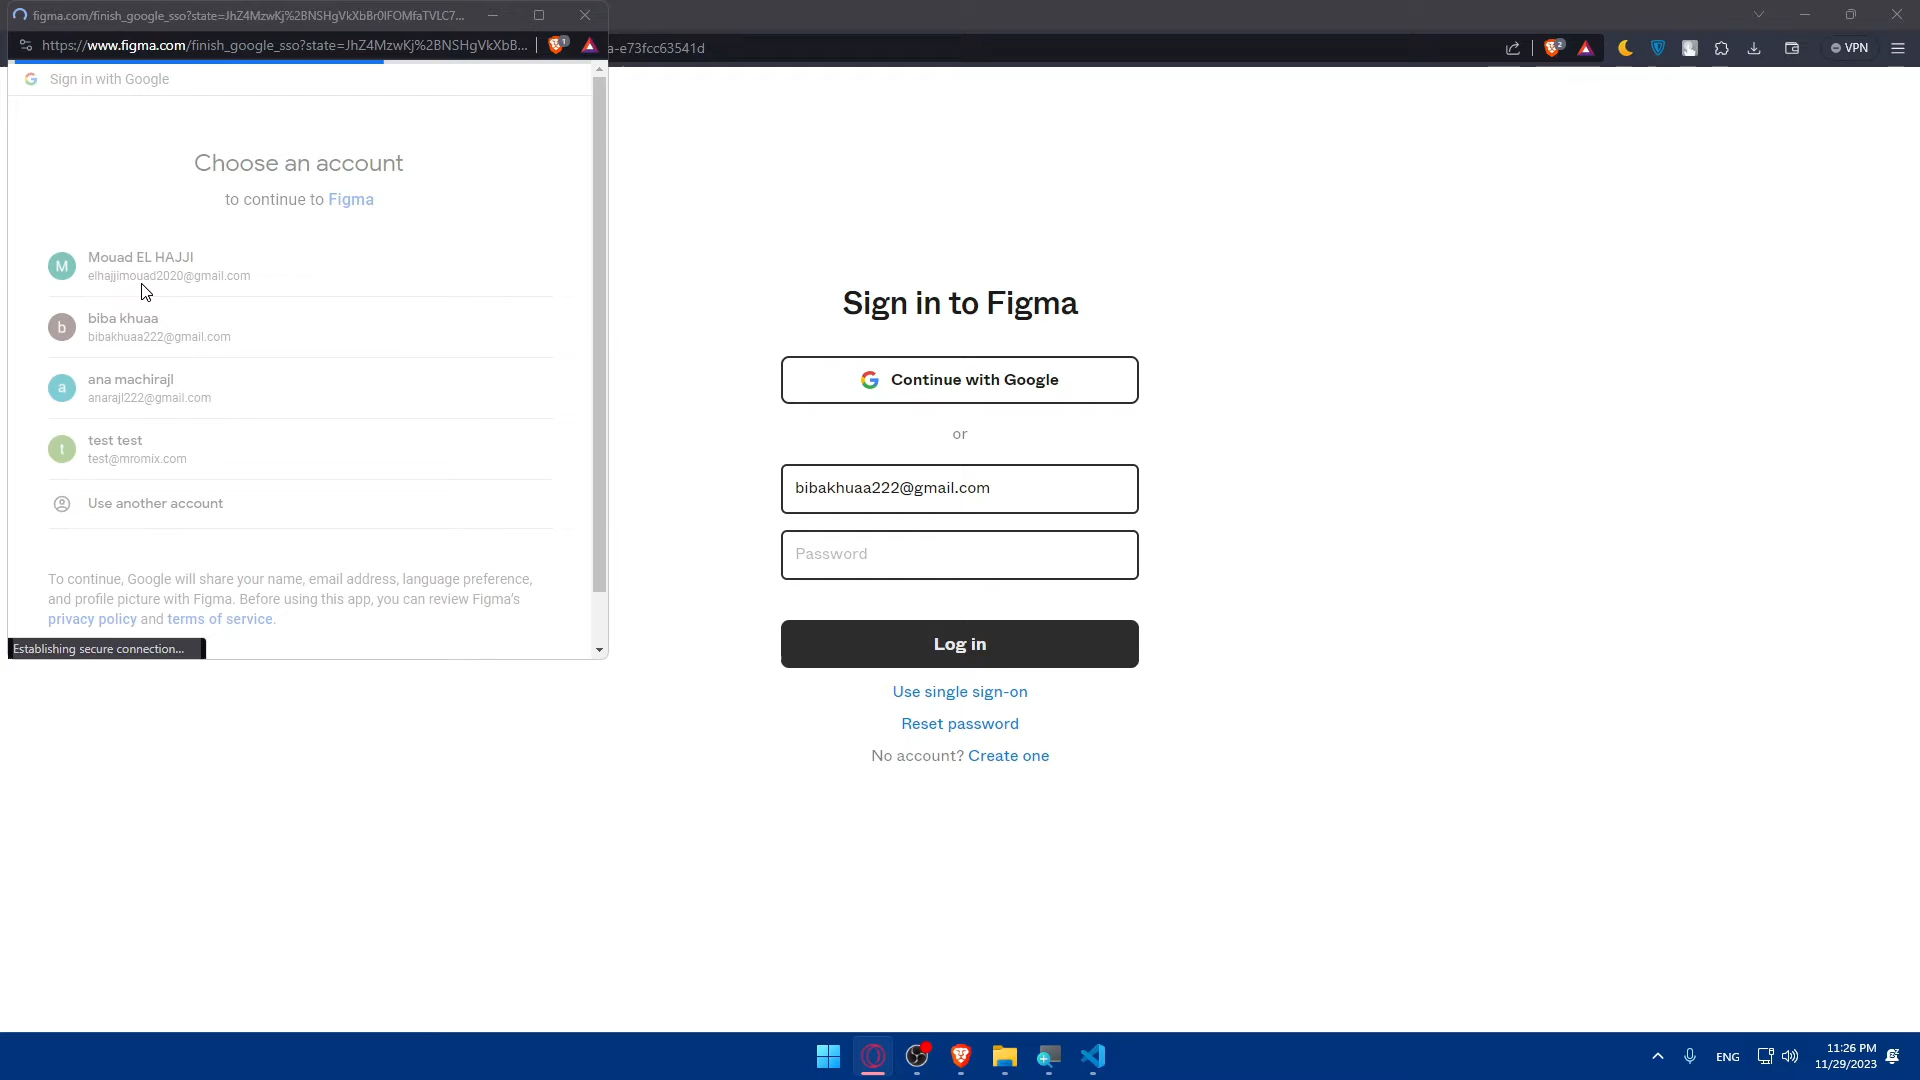 figma.com/finish_google_sso?state=JhZ4MzwKj%2BNSHgVkXbBr0lFOMfaTVLC7...
https://www.figma.com/finish_google_sso?state=JhZ4MzwKj%2BNSHgVkXbB...
1
a-e73fcc63541d
2
VPN
Sign in with Google
Choose an account
to continue to Figma
M
Mouad EL HAJJI
elhajjimouad2020@gmail.com
b
biba khuaa
bibakhuaa222@gmail.com
a
ana machirajl
anarajl222@gmail.com
t
test test
test@mromix.com
Use another account
To continue, Google will share your name, email address, language preference,
and profile picture with Figma. Before using this app, you can review Figma’s
privacy policy and terms of service.
Establishing secure connection...
Sign in to Figma
Continue with Google
or
bibakhuaa222@gmail.com
Password
Log in
Use single sign-on
Reset password
No account? Create one
ENG
11:26 PM
11/29/2023